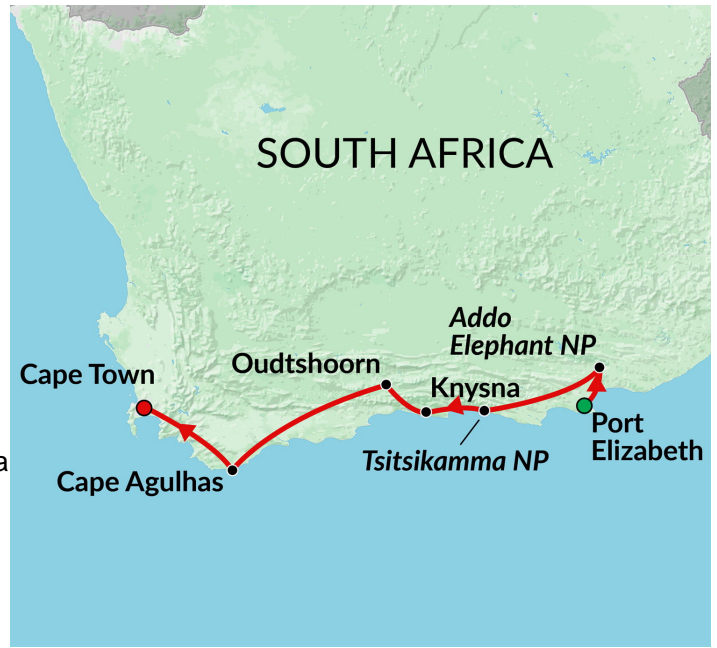 SOUTH AFRICA
Addo
Elephant NP
Oudtshoorn
Cape Town
Knysna
Port
Elizabeth
Tsitsikamma NP
a
Cape Agulhas